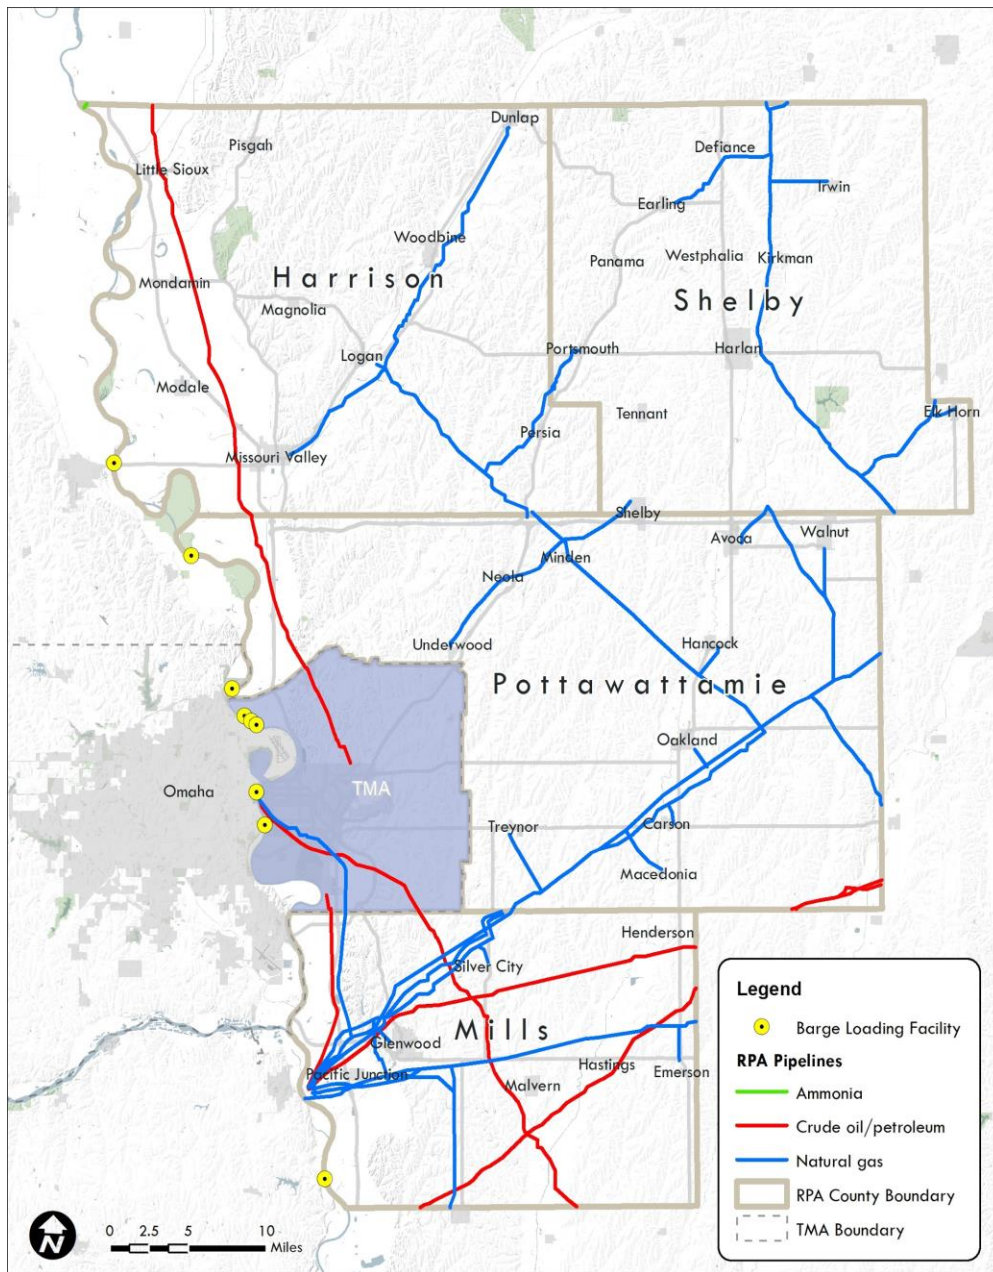 Dunlap
Pisgah
Defiance
Little Sioux
Irwin
Earling
Woodbine
Panama
Westphalia
Kirkman
Harrison
Mondamin
Shelby
Magnolia
Portsmouth
Harlan
Logan
Modale
Tennant
Elk Horn
Persia
Missouri Valley
Shelby
Avoca
Walnut
Minden
Neola
Underwood
Hancock
Pottawattamie
Oakland
Omaha
TMA
Treynor
Carson
Macedonia
Henderson
Silver City
Mills
Glenwood
Pacific Junction
Hastings
Emerson
Malvern
Legend
Barge Loading Facility
RPA Pipelines
Ammonia
Crude oil/petroleum
Natural gas
RPA County Boundary
TMA Boundary
N
0 2.5 5 10
Miles